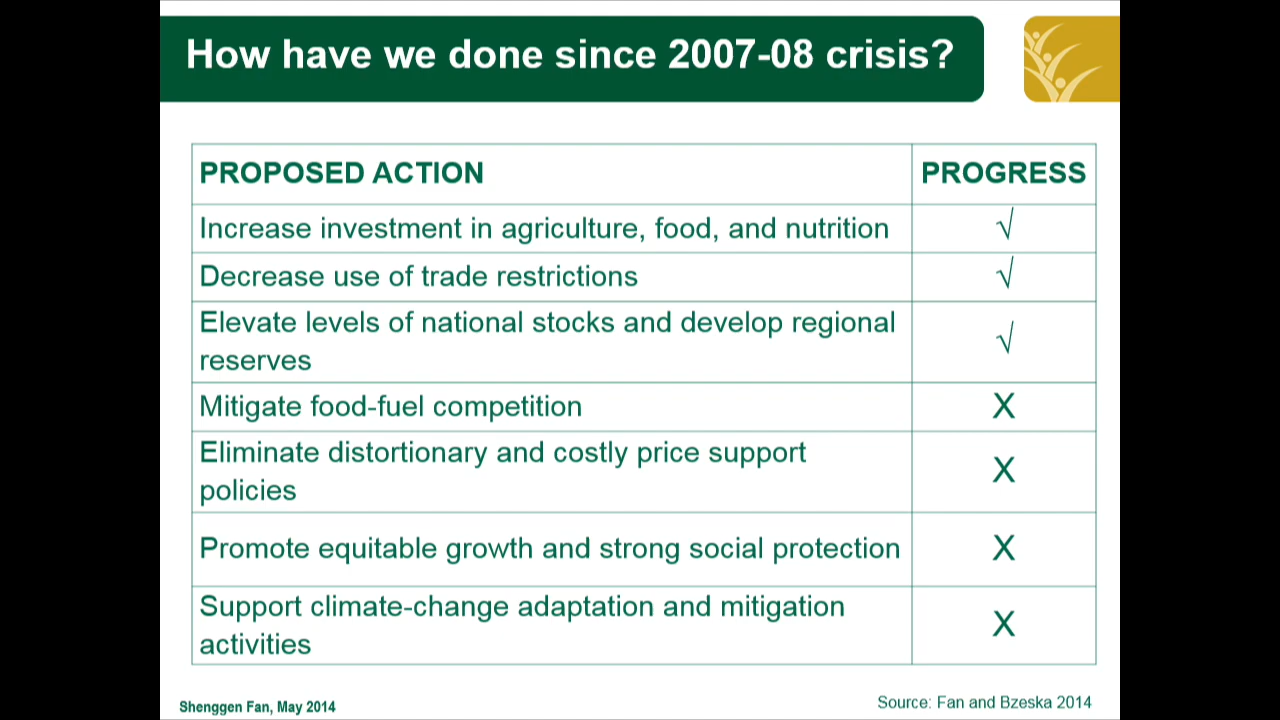 How have we done since 2007-08 crisis?
PROPOSED ACTION PROGRESS
Increase investment in agriculture, food, and nutrition √
Decrease use of trade restrictions √
Elevate levels of national stocks and develop regional
reserves √
Mitigate food-fuel competition X
Eliminate distortionary and costly price support
policies X
Promote equitable growth and strong social protection X
Support climate-change adaptation and mitigation
activities X
Shenggen Fan, May 2014
Source: Fan and Bzeska 2014